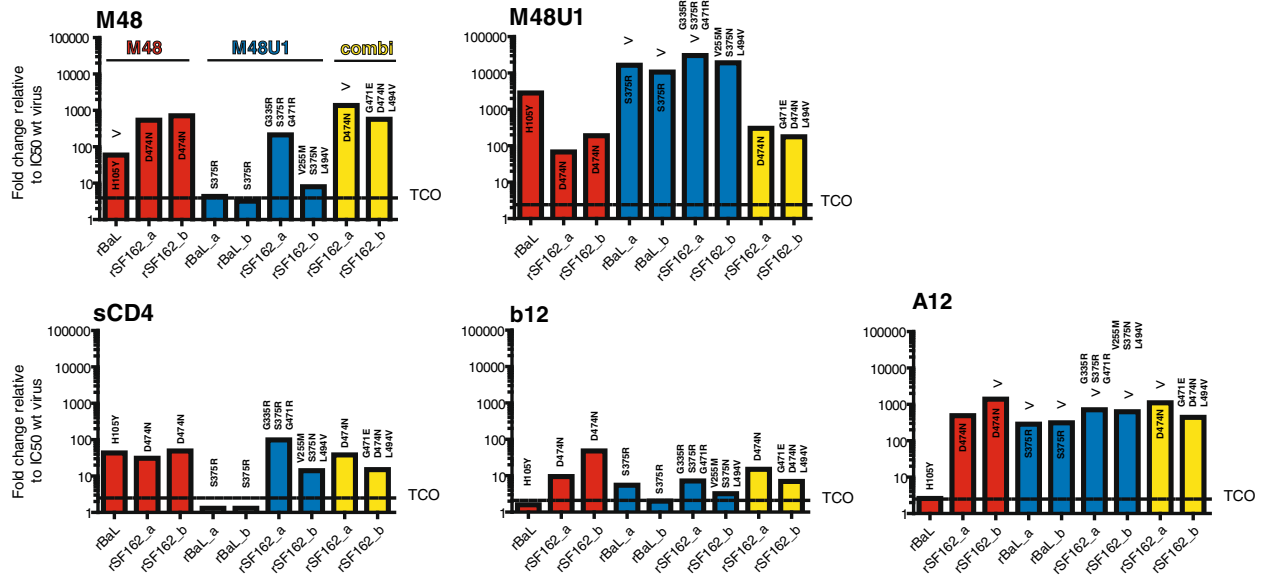 M48
Fold change relative
to IC50 wt virus
100000
10000
1000
100
10
1
M48
M48U1
combi
>
H105Y
D474N
D474N
S375R
S375R
G335R
S375R
G471R
V255M
S375N
L494V
>
D474N
G471E
D474N
L494V
TCO
rBaL
rSF162_a
rSF162_b
rBaL_a
rBaL_b
rSF162_a
rSF162_b
rSF162_a
rSF162_b
M48U1
100000
10000
1000
100
10
1
H105Y
D474N
D474N
>
S375R
>
S375R
G335R
S375R
G471R
>
V255M
S375N
L494V
>
D474N
G471E
D474N
L494V
TCO
rBaL
rSF162_a
rSF162_b
rBaL_a
rBaL_b
rSF162_a
rSF162_b
rSF162_a
rSF162_b
sCD4
Fold change relative
to IC50 wt virus
100000
10000
1000
100
10
1
H105Y
D474N
D474N
S375R
S375R
G335R
S375R
G471R
V255M
S375N
L494V
D474N
G471E
D474N
L494V
TCO
rBaL
rSF162_a
rSF162_b
rBaL_a
rBaL_b
rSF162_a
rSF162_b
rSF162_a
rSF162_b
b12
100000
10000
1000
100
10
1
H105Y
D474N
D474N
S375R
S375R
G335R
S375R
G471R
V255M
S375N
L494V
D474N
G471E
D474N
L494V
TCO
rBaL
rSF162_a
rSF162_b
rBaL_a
rBaL_b
rSF162_a
rSF162_b
rSF162_a
rSF162_b
A12
100000
10000
1000
100
10
1
H105Y
D474N
>
D474N
>
S375R
>
S375R
G335R
S375R
G471R
>
V255M
S375N
L494V
>
>
D474N
G471E
D474N
L494V
TCO
rBaL
rSF162_a
rSF162_b
rBaL_a
rBaL_b
rSF162_a
rSF162_b
rSF162_a
rSF162_b